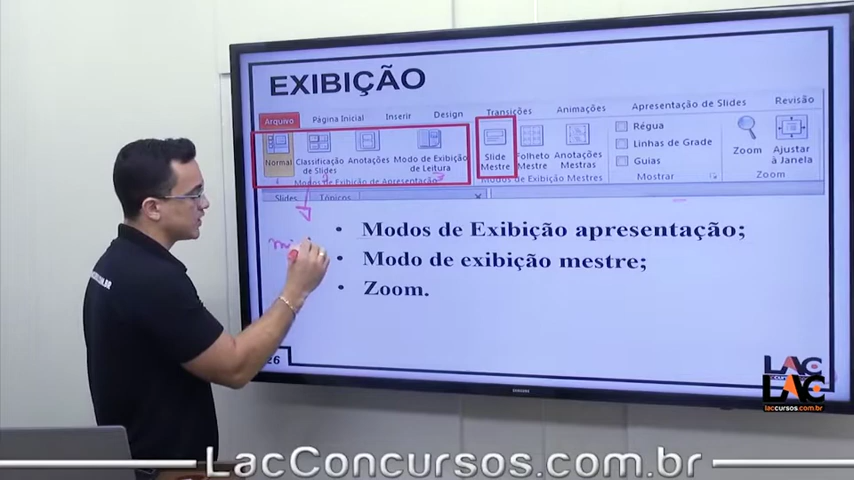 EXIBIÇÃO
Arquivo Página Inicial Inserir Design Transições Animações Apresentação de Slides Revisão
Normal Classificação de Slides Anotações Modo de Exibição de Leitura Slide Mestre Folheto Mestre Anotações Mestras Régua Linhas de Grade Guias Zoom Ajustar à Janela
Modos de Exibição de Apresentação Modos de Exibição Mestres Mostrar Zoom
Slides Tópicos
• Modos de Exibição apresentação;
• Modo de exibição mestre;
• Zoom.
26
LAC
LAC
laccursos.com.br
LacConcursos.com.br